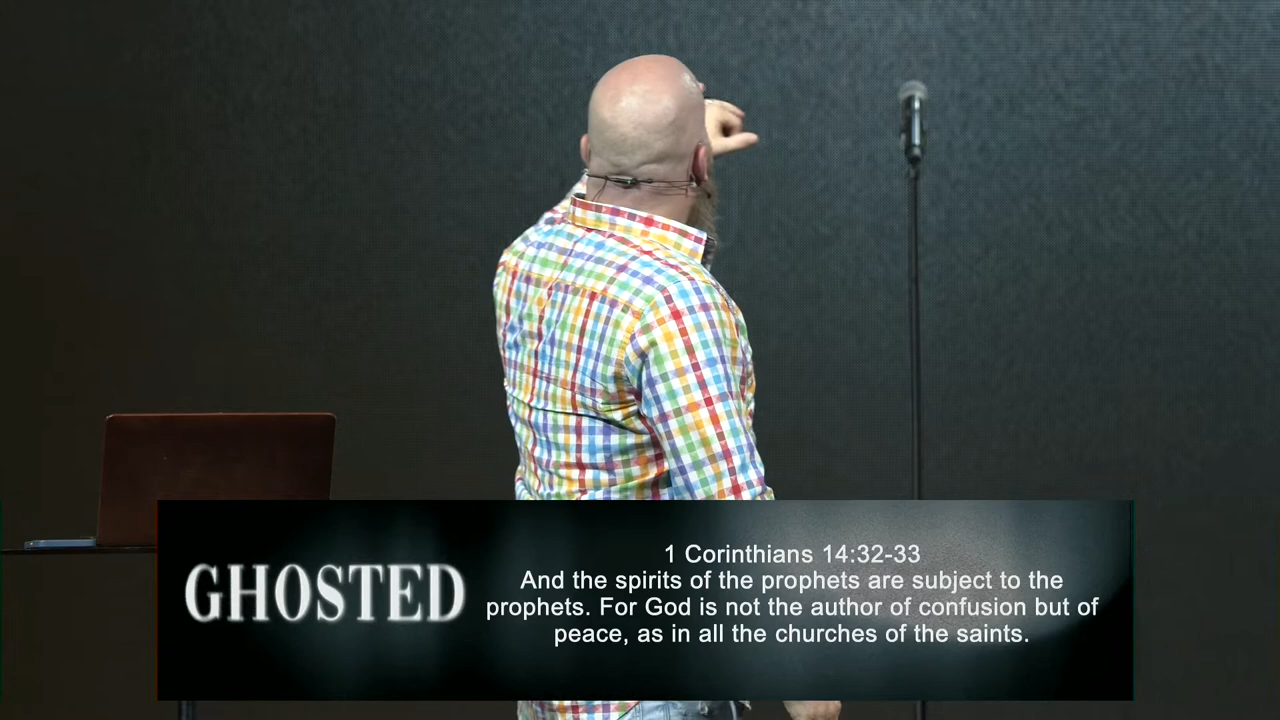 GHOSTED
1 Corinthians 14:32-33
And the spirits of the prophets are subject to the
prophets. For God is not the author of confusion but of
peace, as in all the churches of the saints.